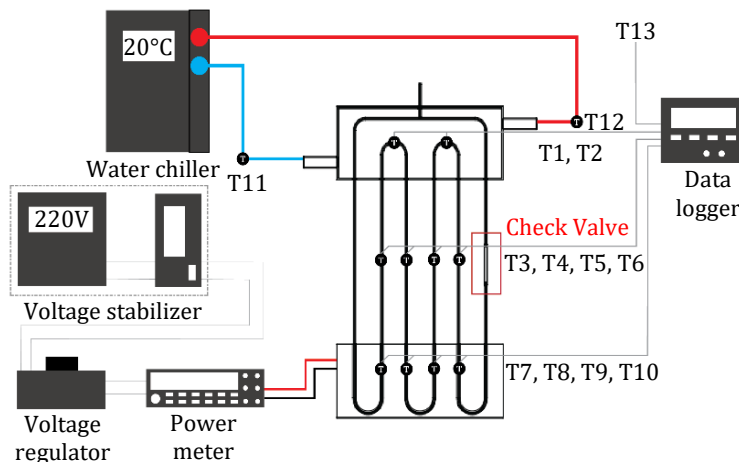 20°C
T13
T12
Water chiller
T11
T1, T2
Data
logger
220V
Check Valve
T3, T4, T5, T6
Voltage stabilizer
T7, T8, T9, T10
Voltage
regulator
Power
meter
T
T
T
T
T
T
T
T
T
T
T
T